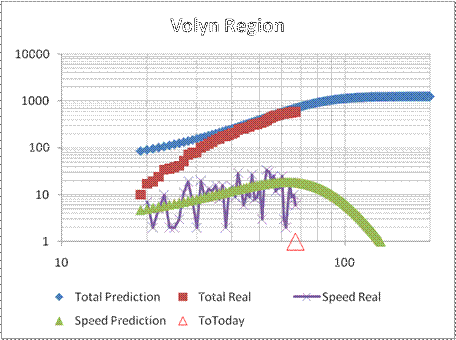 Volyn Region
10000
1000
100
10
1
10 100
Total Prediction Total Real Speed Real
Speed Prediction ToToday